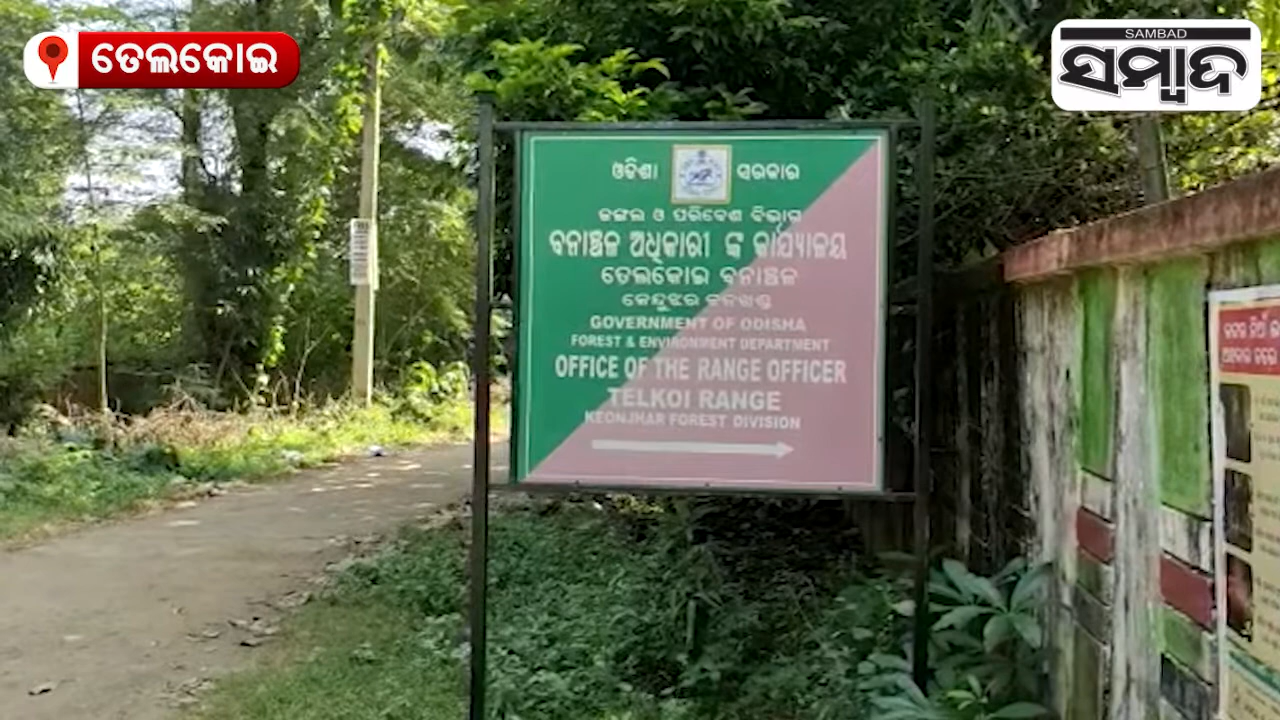 ତେଲକୋଇ
SAMBAD
ସମ୍ବାଦ
ଓଡିଶା ସରକାର
ଜଙ୍ଗଲ ଓ ପରିବେଶ ବିଭାଗ
ବନାଞ୍ଚଳ ଅଧିକାରୀ ଙ୍କ କାର୍ଯ୍ୟାଳୟ
ତେଲକୋଇ ବନାଞ୍ଚଳ
କେନ୍ଦୁଝର ବନଖଣ୍ଡ
GOVERNMENT OF ODISHA
FOREST & ENVIRONMENT DEPARTMENT
OFFICE OF THE RANGE OFFICER
TELKOI RANGE
KEONJHAR FOREST DIVISION